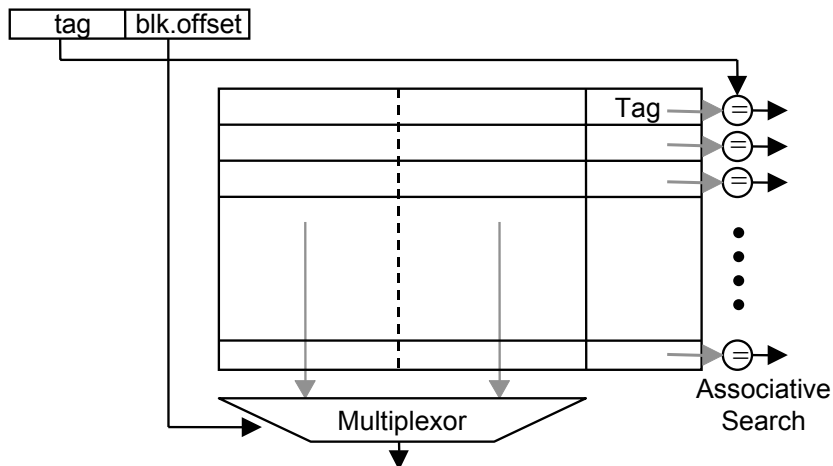 tag blk.offset
Tag =
=
=
=
Associative
Search
Multiplexor